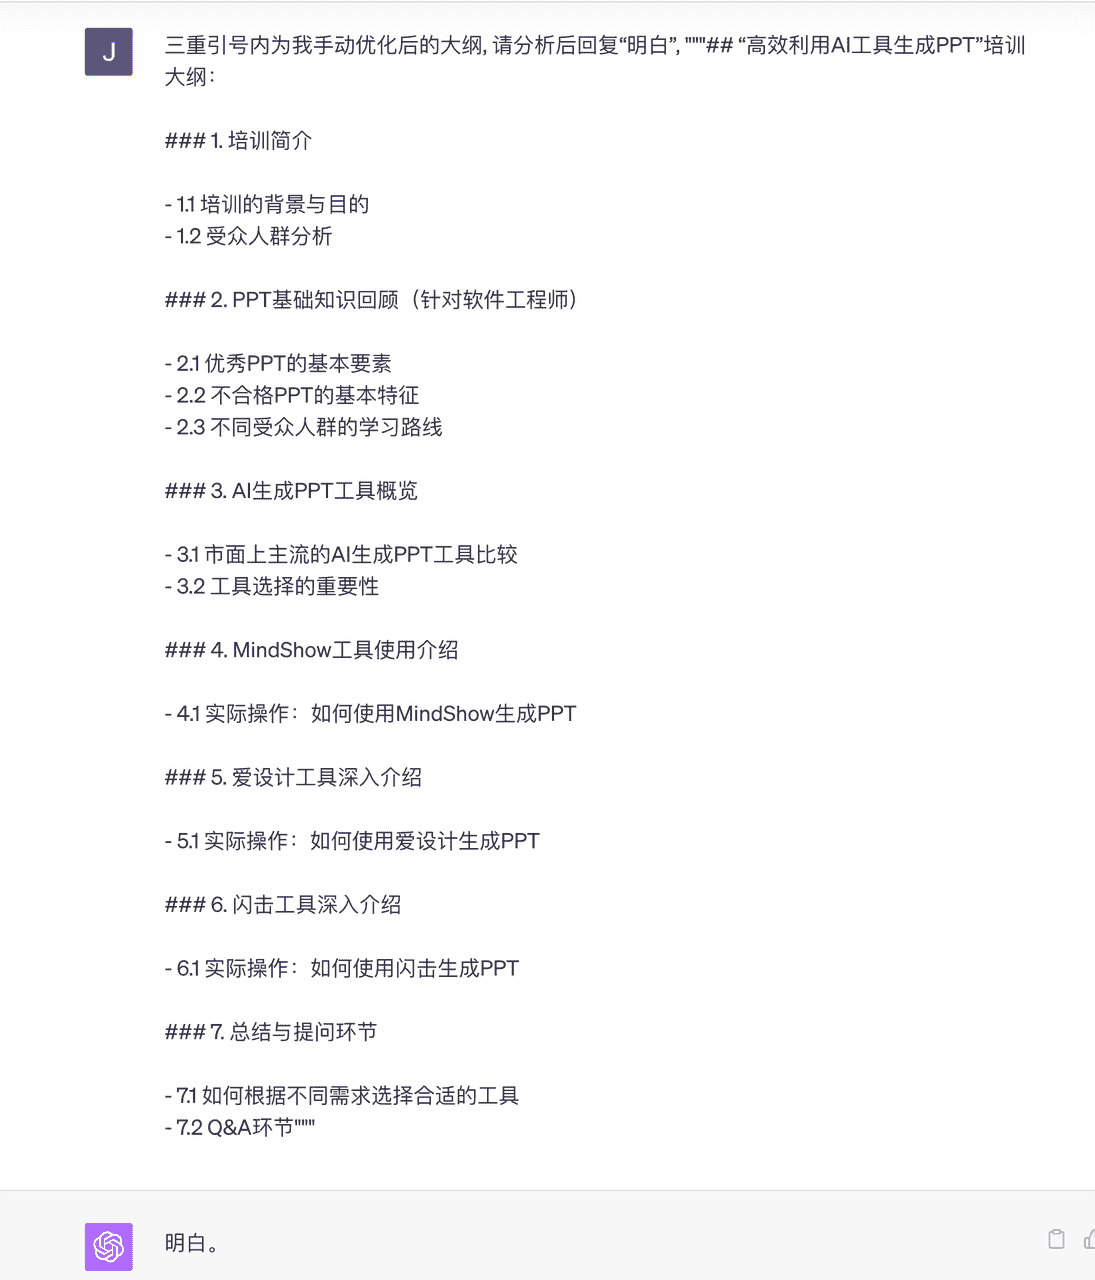 J
三重引号内为我手动优化后的大纲, 请分析后回复“明白”, """## “高效利用AI工具生成PPT”培训
大纲：
### 1. 培训简介
- 1.1 培训的背景与目的
- 1.2 受众人群分析
### 2. PPT基础知识回顾（针对软件工程师）
- 2.1 优秀PPT的基本要素
- 2.2 不合格PPT的基本特征
- 2.3 不同受众人群的学习路线
### 3. AI生成PPT工具概览
- 3.1 市面上主流的AI生成PPT工具比较
- 3.2 工具选择的重要性
### 4. MindShow工具使用介绍
- 4.1 实际操作：如何使用MindShow生成PPT
### 5. 爱设计工具深入介绍
- 5.1 实际操作：如何使用爱设计生成PPT
### 6. 闪击工具深入介绍
- 6.1 实际操作：如何使用闪击生成PPT
### 7. 总结与提问环节
- 7.1 如何根据不同需求选择合适的工具
- 7.2 Q&A环节"""
明白。